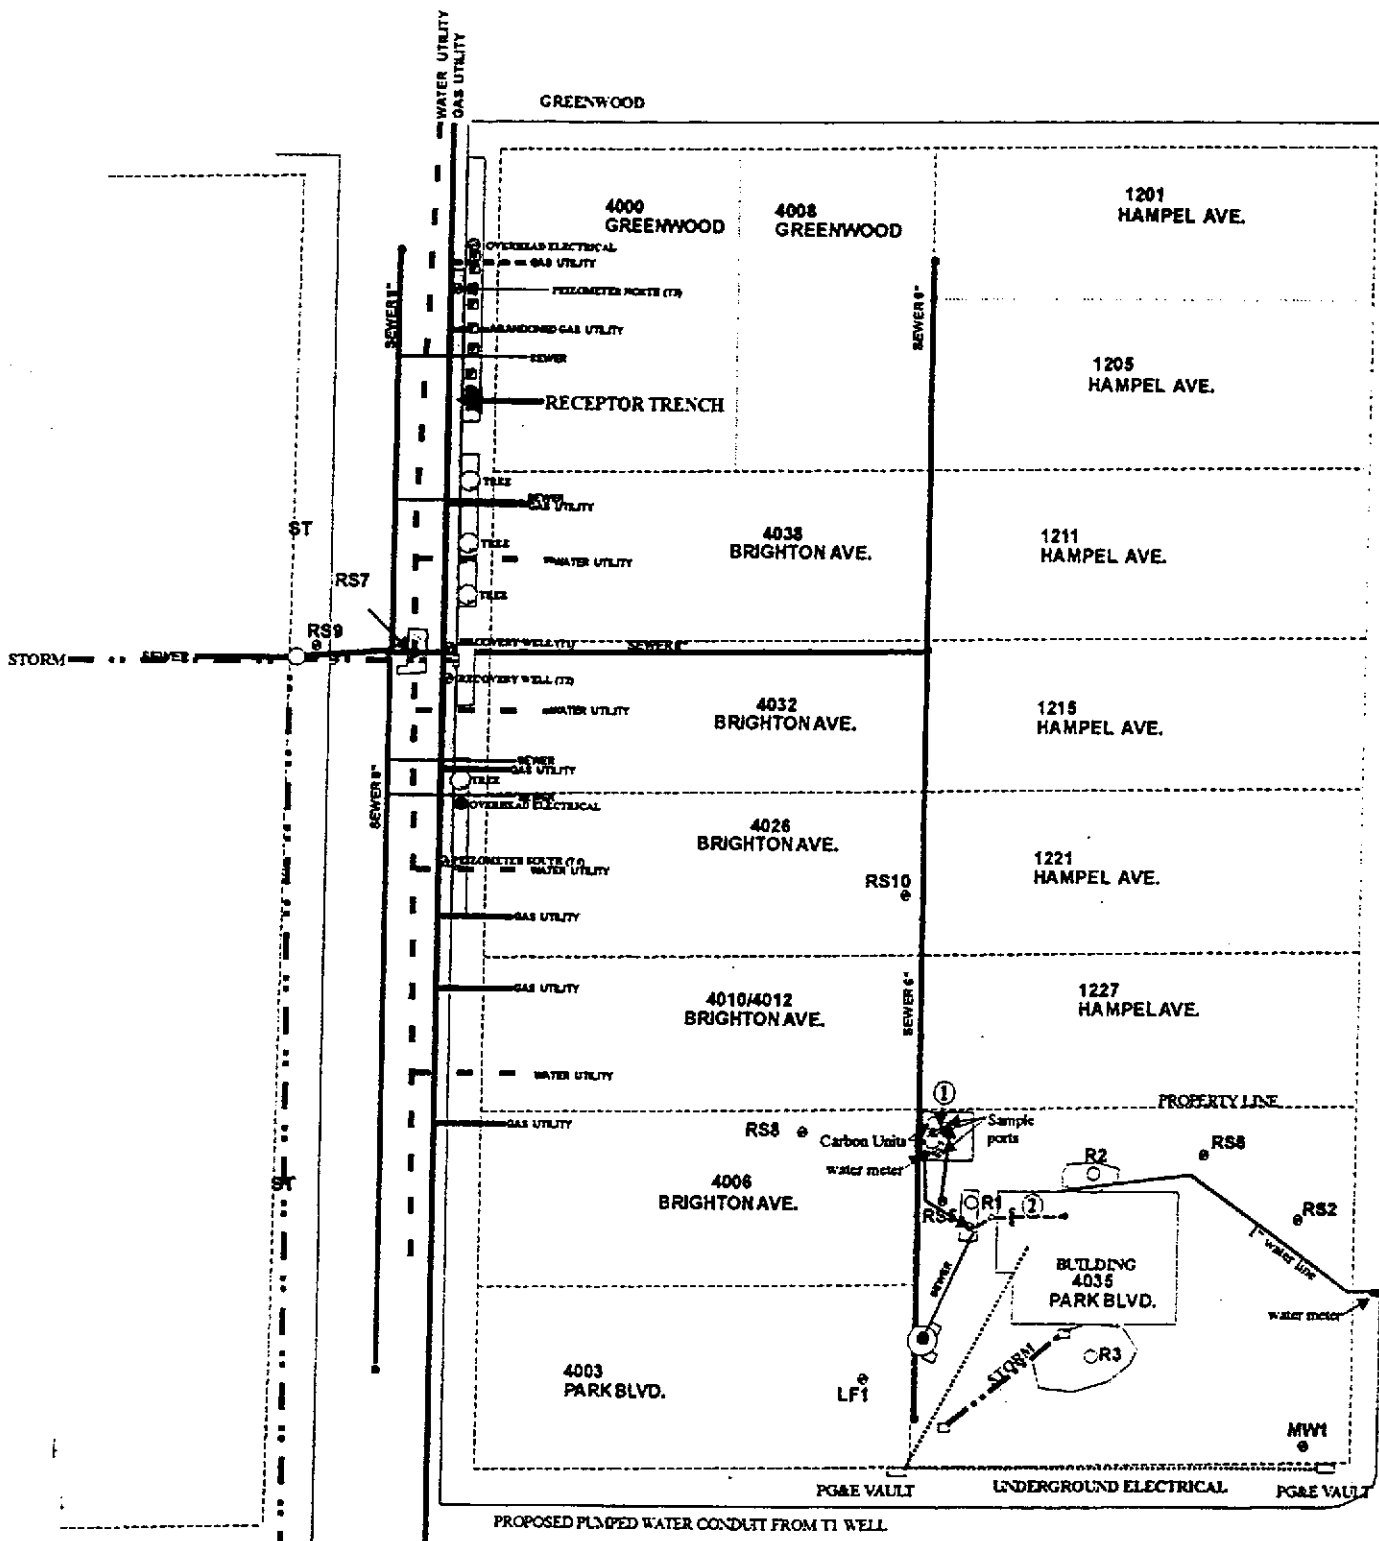 WATER UTILITY
GAS UTILITY
GREENWOOD
4000
GREENWOOD
4008
GREENWOOD
1201
HAMPEL AVE.
OVERHEAD ELECTRICAL
GAS UTILITY
SEWER 8"
SEWER 6"
ABANDONED GAS UTILITY
SEWER
1205
HAMPEL AVE.
RECEPTOR TRENCH
TREE
SEWER
GAS UTILITY
ST
4038
BRIGHTON AVE.
1211
HAMPEL AVE.
TREE
WATER UTILITY
RS7
TREE
RS9
STORM
SEWER
RECOVERY WELL (T1)
SEWER 6"
RECOVERY WELL (T2)
4032
BRIGHTON AVE.
1215
HAMPEL AVE.
WATER UTILITY
SEWER
GAS UTILITY
TREE
SEWER 8"
SEWER
OVERHEAD ELECTRICAL
4026
BRIGHTON AVE.
1221
HAMPEL AVE.
WATER UTILITY
RS10
GAS UTILITY
SEWER 6"
GAS UTILITY
4010/4012
BRIGHTON AVE.
1227
HAMPEL AVE.
WATER UTILITY
1
PROPERTY LINE
GAS UTILITY
RS8
Carbon Units
Sample
ports
water meter
R2
RS6
ST
4006
BRIGHTON AVE.
RS5
R1
2
RS2
1" water line
SEWER
BUILDING
4035
PARK BLVD.
water meter
STORM
R3
4003
PARK BLVD.
LF1
MW1
PG&E VAULT
UNDERGROUND ELECTRICAL
PG&E VAULT
PROPOSED PUMPED WATER CONDUIT FROM T1 WELL